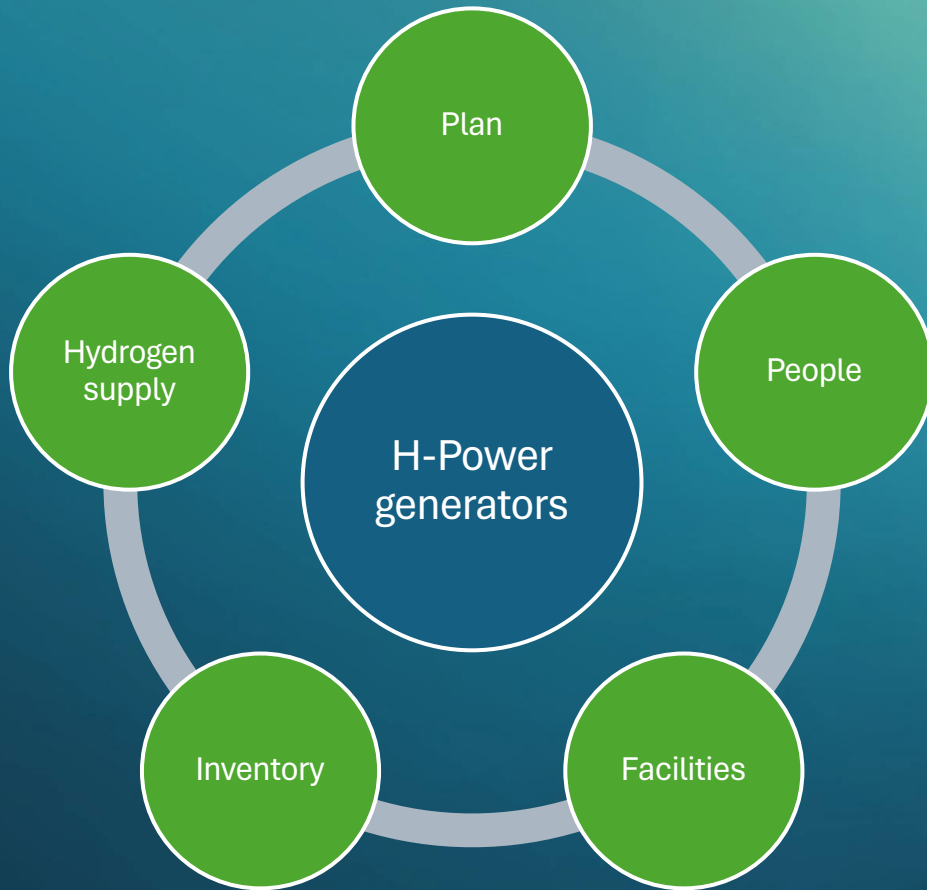 Plan
Hydrogen
supply
People
H-Power
generators
Inventory
Facilities